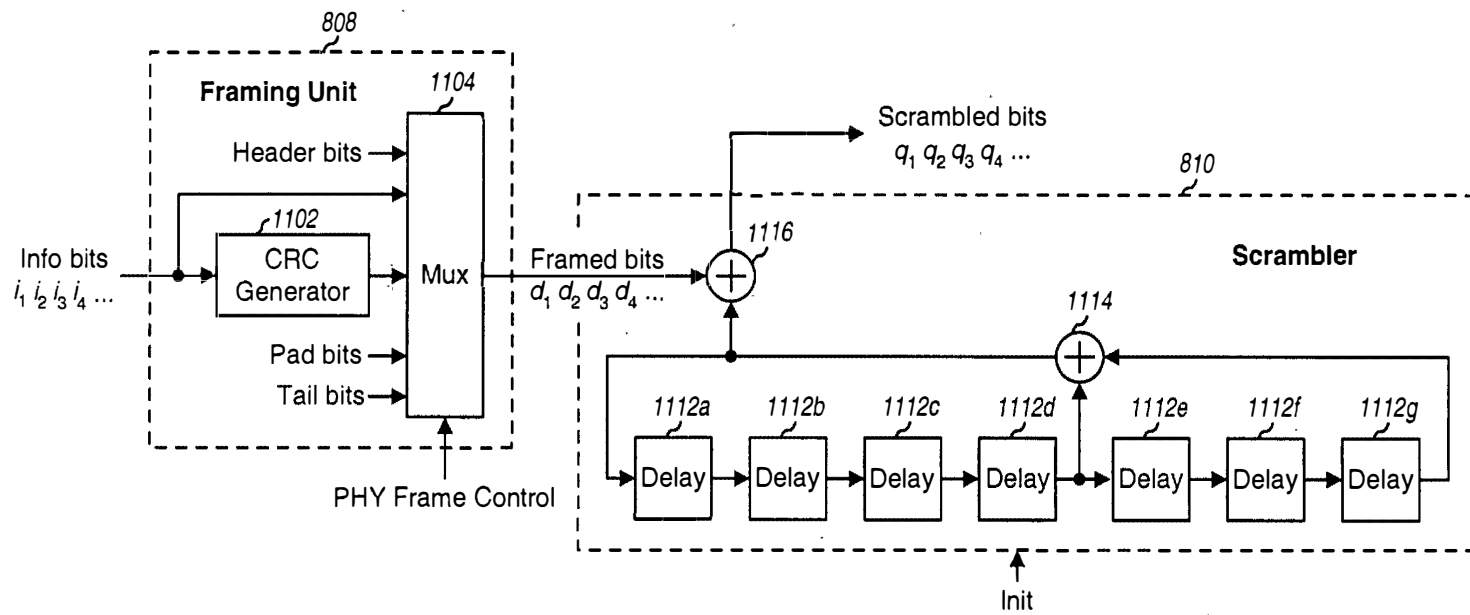 808
Framing Unit
1104
Header bits
1102
Info bits
i1 i2 i3 i4 ...
CRC
Generator
Mux
Pad bits
Tail bits
PHY Frame Control
Framed bits
d1 d2 d3 d4 ...
Scrambled bits
q1 q2 q3 q4 ...
810
1116
Scrambler
1114
1112a
1112b
1112c
1112d
1112e
1112f
1112g
Delay
Delay
Delay
Delay
Delay
Delay
Delay
Init